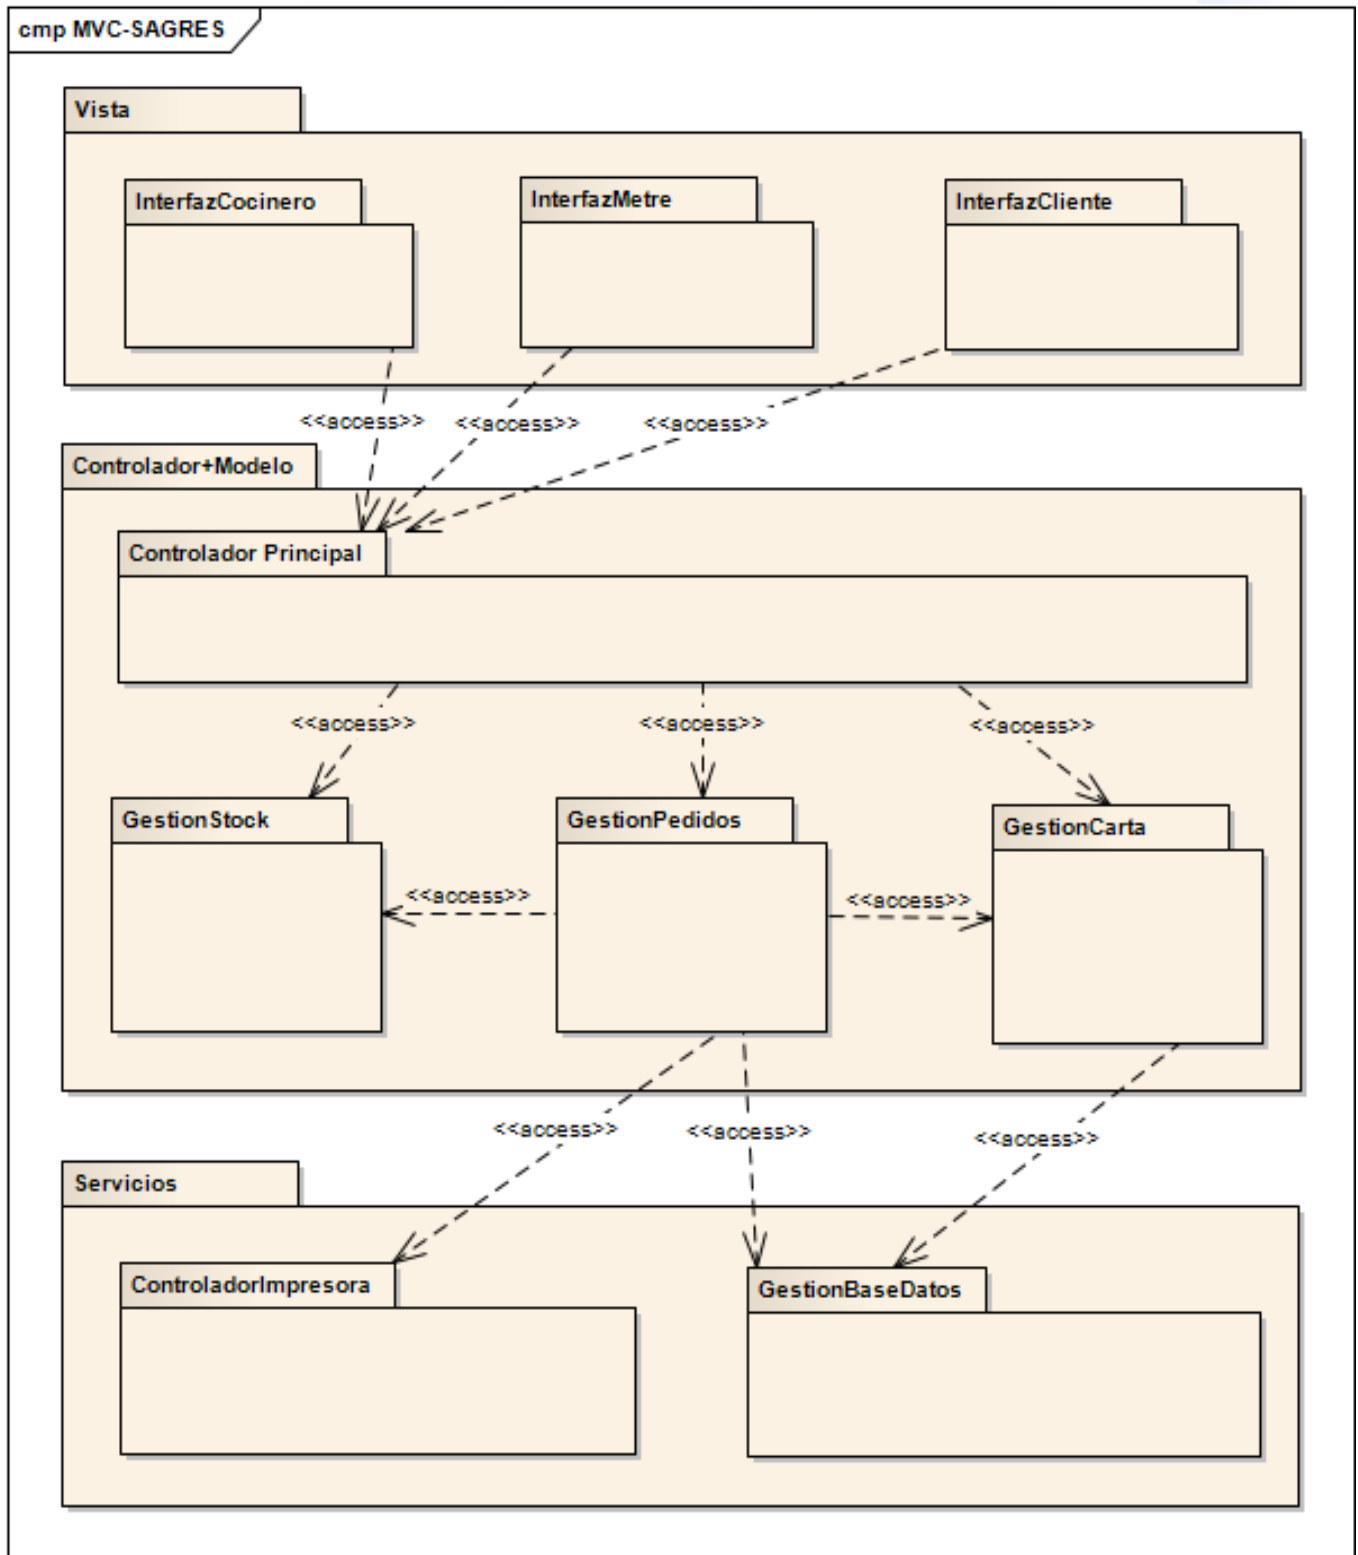 cmp MVC-SAGRES
Vista
InterfazCocinero
InterfazMetre
InterfazCliente
<<access>>
<<access>>
<<access>>
Controlador+Modelo
Controlador Principal
<<access>>
<<access>>
<<access>>
GestionStock
GestionPedidos
GestionCarta
<<access>>
<<access>>
<<access>>
<<access>>
<<access>>
Servicios
ControladorImpresora
GestionBaseDatos